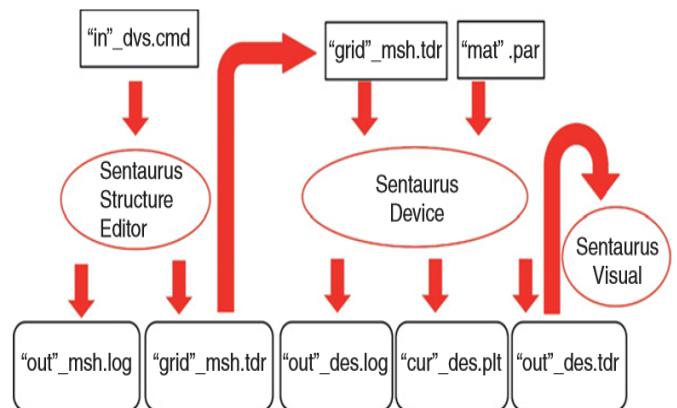 “in”_dvs.cmd
“grid”_msh.tdr
“mat” .par
Sentaurus
Structure
Editor
Sentaurus
Device
Sentaurus
Visual
“out”_msh.log
“grid”_msh.tdr
“out”_des.log
“cur”_des.plt
“out”_des.tdr